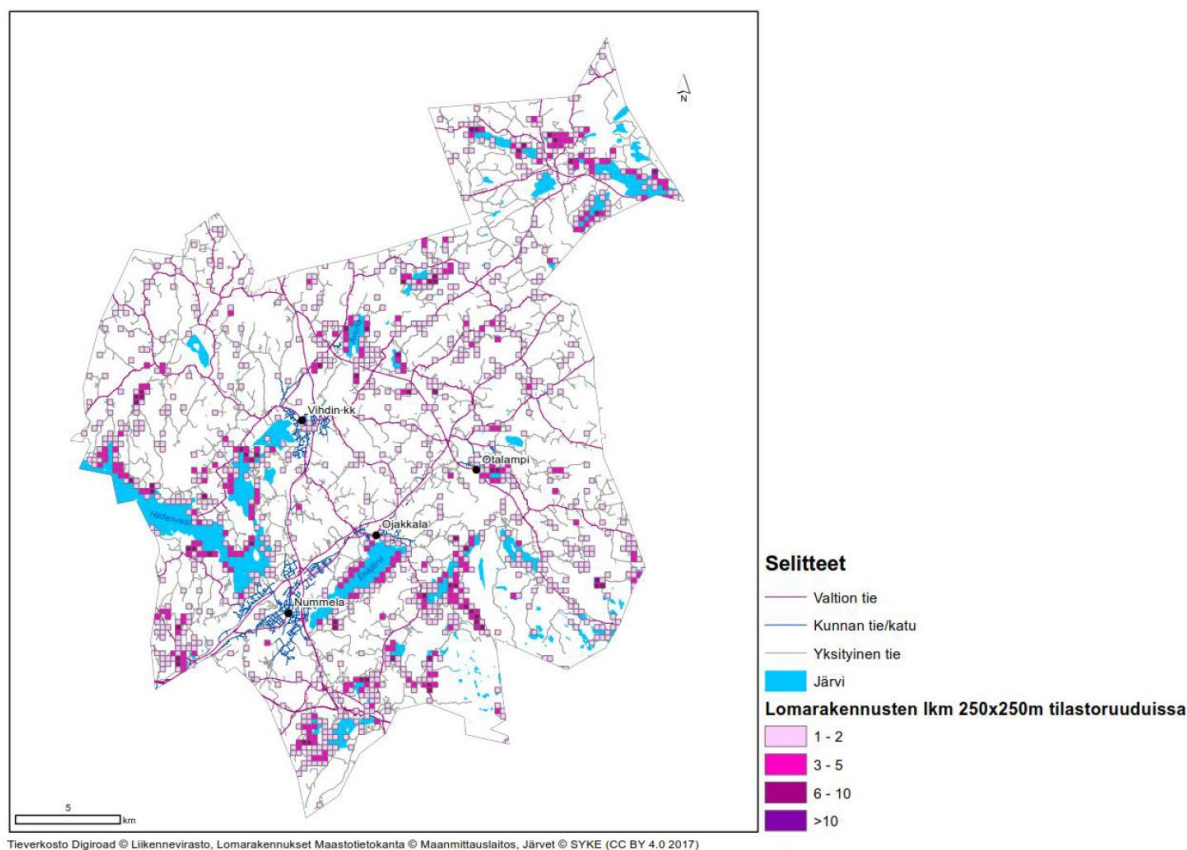 N
Vihdin kk
Otalampi
Hiidenvesi
Ojakkala
Enäjärvi
Nummela
5
km
Selitteet
Valtion tie
Kunnan tie/katu
Yksityinen tie
Järvi
Lomarakennusten lkm 250x250m tilastoruuduissa
1 - 2
3 - 5
6 - 10
>10
Tieverkosto Digiroad © Liikennevirasto, Lomarakennukset Maastotietokanta © Maanmittauslaitos, Järvet © SYKE (CC BY 4.0 2017)